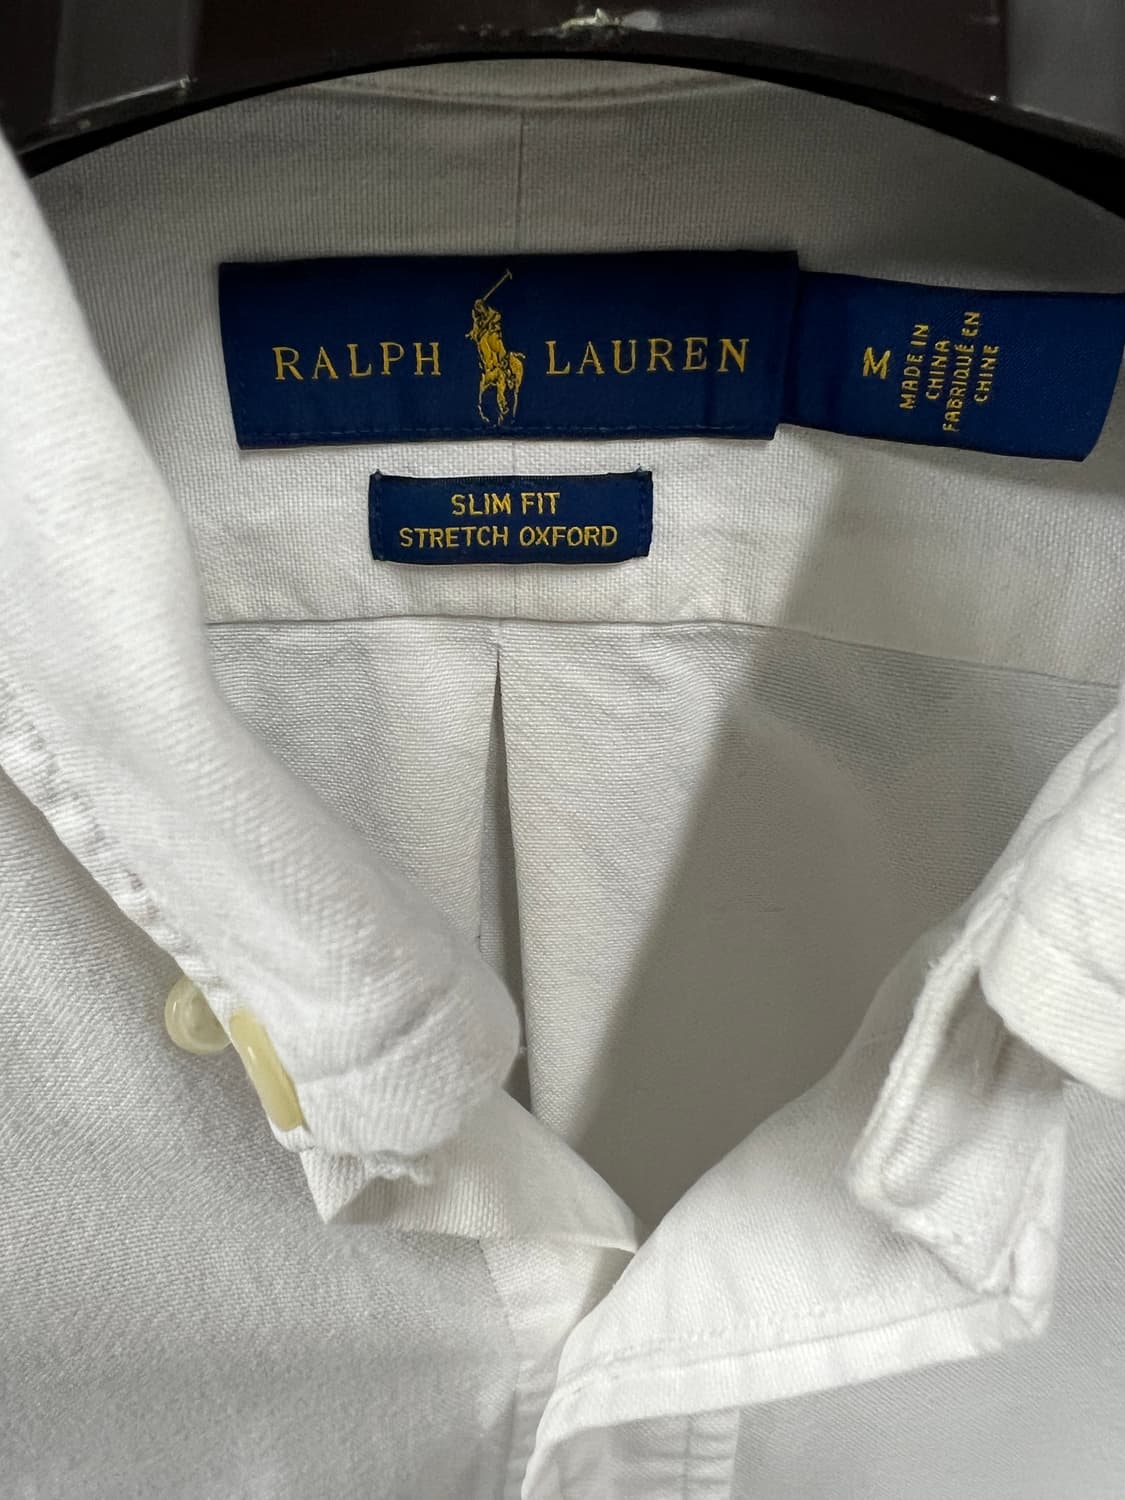 RALPH LAUREN
M
MADE IN
CHINA
FABRIQUÉ EN
CHINE
SLIM FIT
STRETCH OXFORD